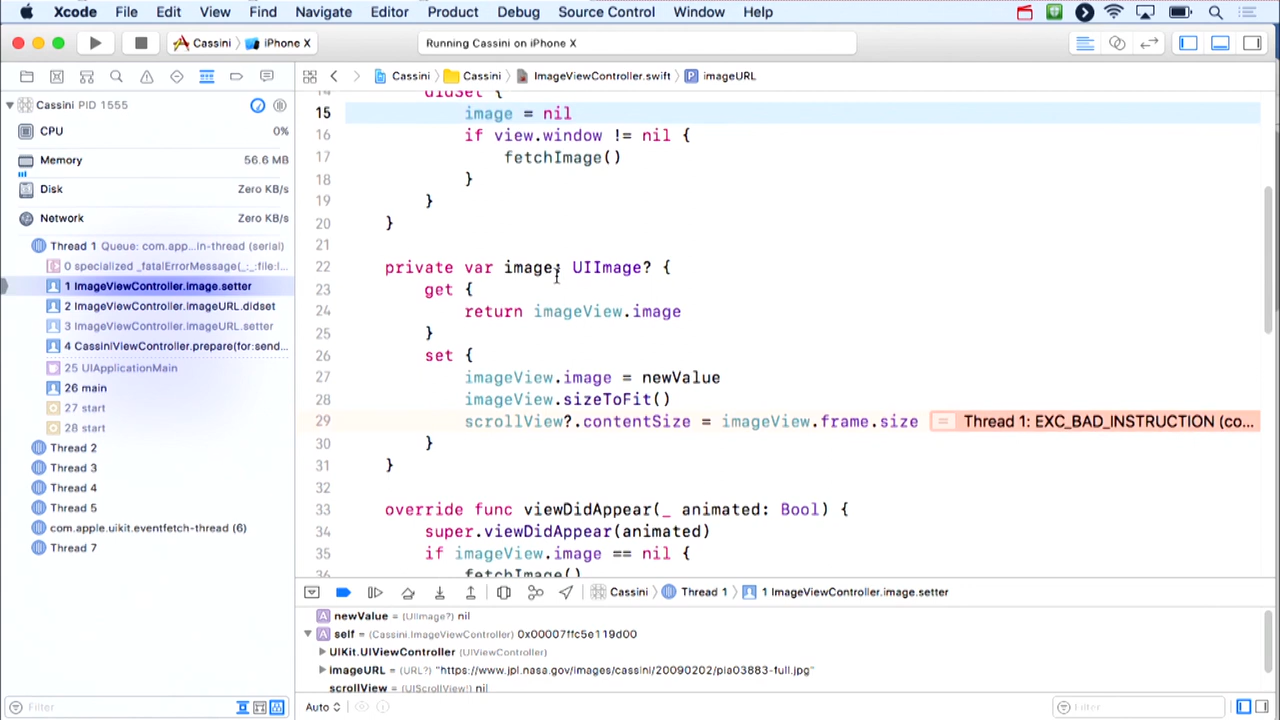 Xcode File Edit View Find Navigate Editor Product Debug Source Control Window Help
Cassini iPhone X
Running Cassini on iPhone X
Cassini Cassini ImageViewController.swift P imageURL
Cassini PID 1555
CPU 0%
Memory 56.6 MB
Disk Zero KB/s
Network Zero KB/s
Thread 1 Queue: com.app...in-thread (serial)
0 specialized _fatalErrorMessage(_:_:file:l...
1 ImageViewController.image.setter
2 ImageViewController.imageURL.didset
3 ImageViewController.imageURL.setter
4 CassiniViewController.prepare(for:send...
25 UIApplicationMain
26 main
27 start
28 start
Thread 2
Thread 3
Thread 4
Thread 5
com.apple.uikit.eventfetch-thread (6)
Thread 7
Filter
14 didSet {
15 image = nil
16 if view.window != nil {
17 fetchImage()
18 }
19 }
20 }
21
22 private var image: UIImage? {
23 get {
24 return imageView.image
25 }
26 set {
27 imageView.image = newValue
28 imageView.sizeToFit()
29 scrollView?.contentSize = imageView.frame.size = Thread 1: EXC_BAD_INSTRUCTION (co...
30 }
31 }
32
33 override func viewDidAppear(_ animated: Bool) {
34 super.viewDidAppear(animated)
35 if imageView.image == nil {
36 fetchImage()
Cassini Thread 1 1 ImageViewController.image.setter
A newValue = (UIImage?) nil
A self = (Cassini.ImageViewController) 0x00007ffc5e119d00
UIKit.UIViewController (UIViewController)
imageURL = (URL?) "https://www.jpl.nasa.gov/images/cassini/20090202/pia03883-full.jpg"
scrollView = (UIScrollView!) nil
Auto
Filter